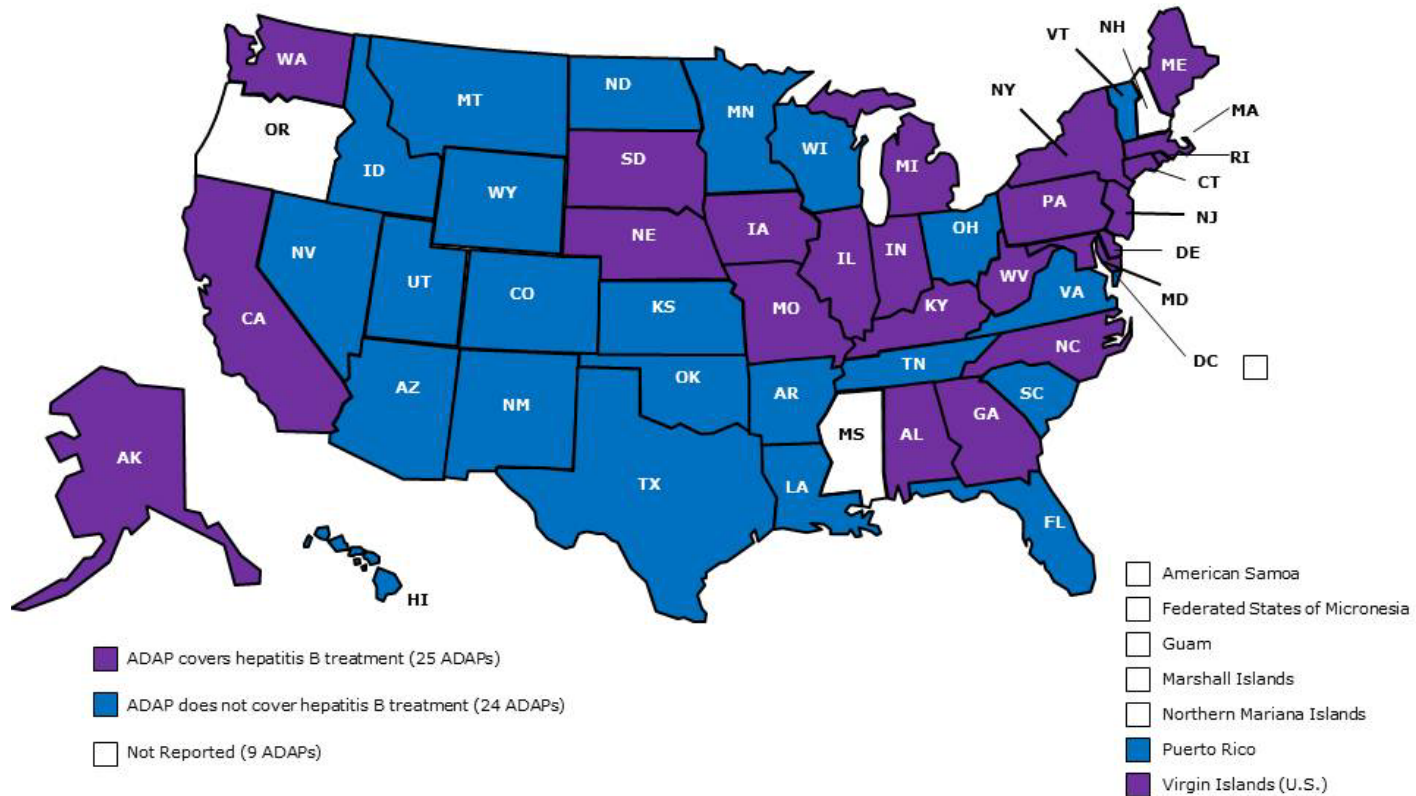 VT
NH
ME
WA
MT
ND
MN
NY
MA
OR
ID
SD
WI
MI
RI
WY
CT
PA
NJ
NE
IA
OH
NV
IL
IN
DE
UT
CO
WV
VA
MD
CA
KS
MO
KY
NC
DC
TN
AZ
OK
AR
NM
SC
GA
MS
AL
AK
TX
LA
FL
HI
ADAP covers hepatitis B treatment (25 ADAPs)
ADAP does not cover hepatitis B treatment (24 ADAPs)
Not Reported (9 ADAPs)
American Samoa
Federated States of Micronesia
Guam
Marshall Islands
Northern Mariana Islands
Puerto Rico
Virgin Islands (U.S.)